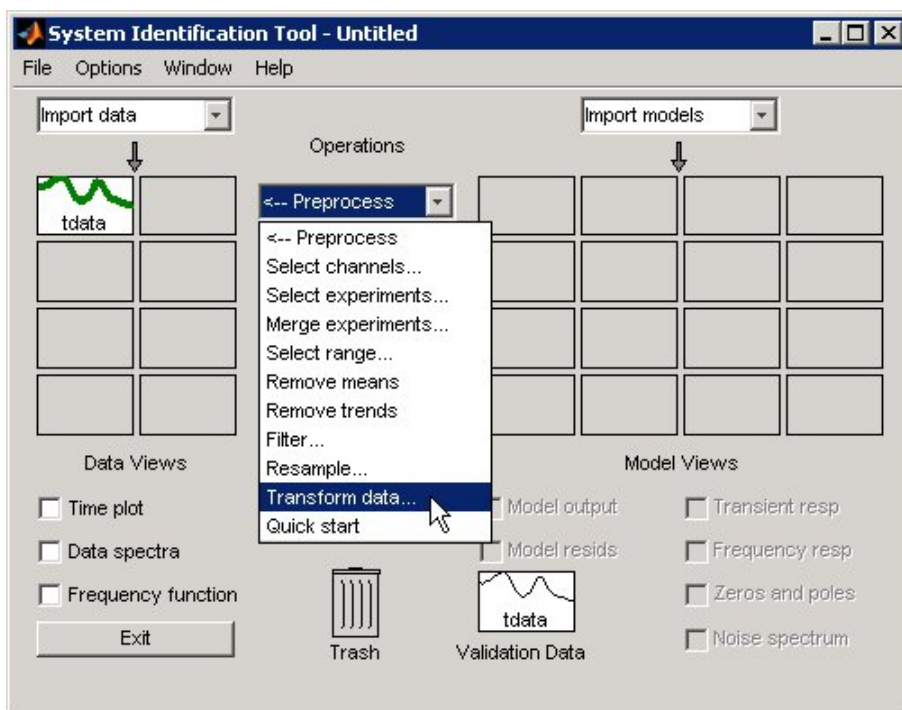 System Identification Tool - Untitled
File Options Window Help
Import data
Import models
Operations
tdata
<-- Preprocess
<-- Preprocess
Select channels...
Select experiments...
Merge experiments...
Select range...
Remove means
Remove trends
Filter...
Resample...
Transform data...
Quick start
Data Views
Time plot
Data spectra
Frequency function
Exit
Trash
tdata
Validation Data
Model Views
Model output
Transient resp
Model resids
Frequency resp
Zeros and poles
Noise spectrum